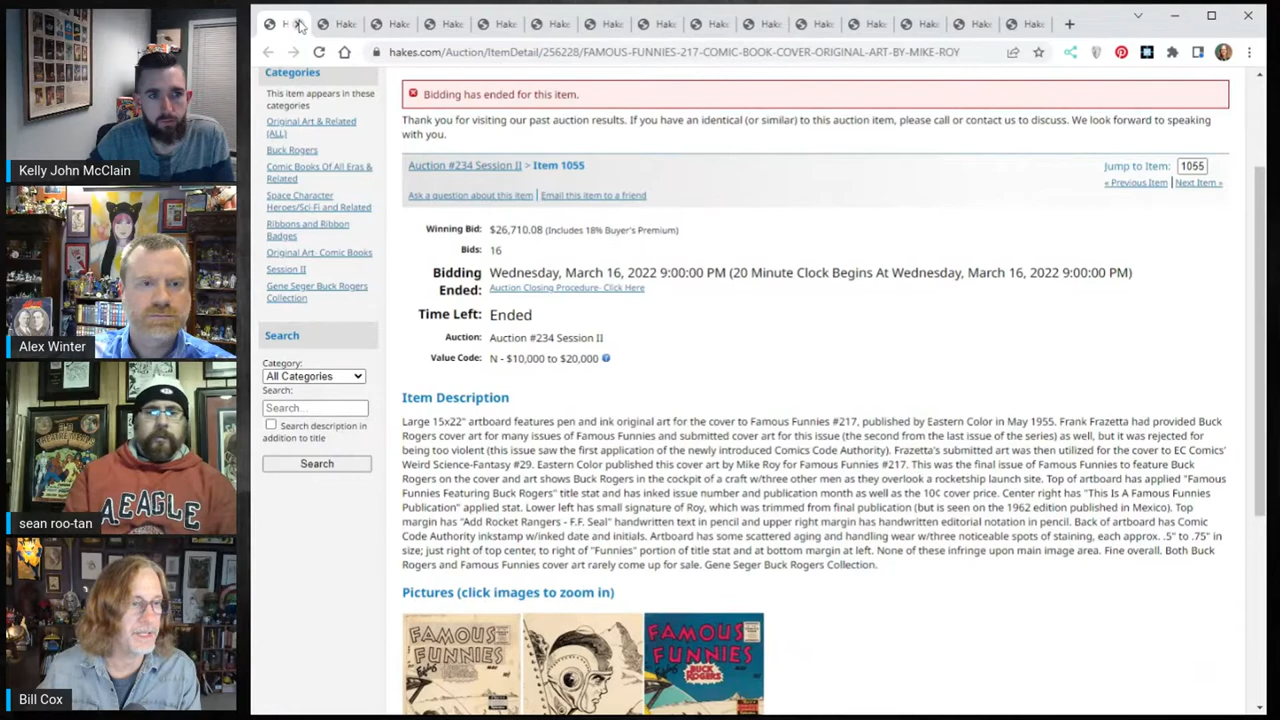 Kelly John McClain
Alex Winter
AEAGLE
sean roo-tan
Bill Cox
H
Hake
Hake
Hake
Hake
Hake
Hake
Hake
Hake
Hake
Hake
Hake
Hake
Hake
Hake
hakes.com/Auction/ItemDetail/256228/FAMOUS-FUNNIES-217-COMIC-BOOK-COVER-ORIGINAL-ART-BY-MIKE-ROY
Categories
This item appears in these
categories
Original Art & Related
(ALL)
Buck Rogers
Comic Books Of All Eras &
Related
Space Character
Heroes/Sci-Fi and Related
Ribbons and Ribbon
Badges
Original Art- Comic Books
Session II
Gene Seger Buck Rogers
Collection
Search
Category:
All Categories
Search:
Search...
Search description in
addition to title
Search
Bidding has ended for this item.
Thank you for visiting our past auction results. If you have an identical (or similar) to this auction item, please call or contact us to discuss. We look forward to speaking
with you.
Auction #234 Session II > Item 1055
Jump to Item: 1055
« Previous Item | Next Item »
Ask a question about this item | Email this item to a friend
Winning Bid: $26,710.08 (Includes 18% Buyer's Premium)
Bids: 16
Bidding Ended: Wednesday, March 16, 2022 9:00:00 PM (20 Minute Clock Begins At Wednesday, March 16, 2022 9:00:00 PM)
Auction Closing Procedure- Click Here
Time Left: Ended
Auction: Auction #234 Session II
Value Code: N - $10,000 to $20,000
Item Description
Large 15x22" artboard features pen and ink original art for the cover to Famous Funnies #217, published by Eastern Color in May 1955. Frank Frazetta had provided Buck
Rogers cover art for many issues of Famous Funnies and submitted cover art for this issue (the second from the last issue of the series) as well, but it was rejected for
being too violent (this issue saw the first application of the newly introduced Comics Code Authority). Frazetta's submitted art was then utilized for the cover to EC Comics'
Weird Science-Fantasy #29. Eastern Color published this cover art by Mike Roy for Famous Funnies #217. This was the final issue of Famous Funnies to feature Buck
Rogers on the cover and art shows Buck Rogers in the cockpit of a craft w/three other men as they overlook a rocketship launch site. Top of artboard has applied "Famous
Funnies Featuring Buck Rogers" title stat and has inked issue number and publication month as well as the 10¢ cover price. Center right has "This Is A Famous Funnies
Publication" applied stat. Lower left has small signature of Roy, which was trimmed from final publication (but is seen on the 1962 edition published in Mexico). Top
margin has "Add Rocket Rangers - F.F. Seal" handwritten text in pencil and upper right margin has handwritten editorial notation in pencil. Back of artboard has Comic
Code Authority inkstamp w/inked date and initials. Artboard has some scattered aging and handling wear w/three noticeable spots of staining, each approx. .5" to .75" in
size; just right of top center, to right of "Funnies" portion of title stat and at bottom margin at left. None of these infringe upon main image area. Fine overall. Both Buck
Rogers and Famous Funnies cover art rarely come up for sale. Gene Seger Buck Rogers Collection.
Pictures (click images to zoom in)
FAMOUS
FUNNIES
FAMOUS
FUNNIES
BUCK
ROGERS